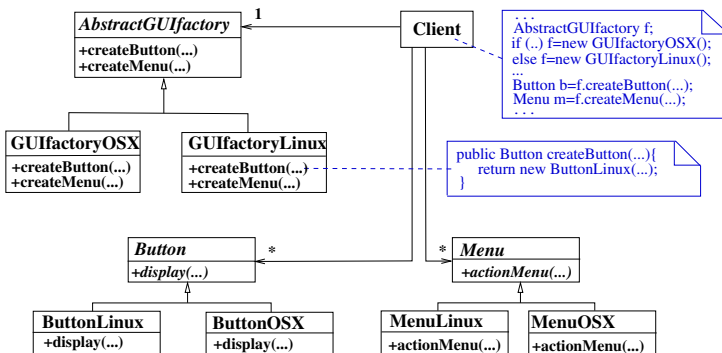 AbstractGUIfactory
+createButton(...)
+createMenu(...)
1
Client
. . .
AbstractGUIfactory f;
if (..) f=new GUIfactoryOSX();
else f=new GUIfactoryLinux();
...
Button b=f.createButton(...);
Menu m=f.createMenu(...);
. . .
GUIfactoryOSX
+createButton(...)
+createMenu(...)
GUIfactoryLinux
+createButton(...)
+createMenu(...)
public Button createButton(...){
return new ButtonLinux(...);
}
Button
+display(...)
*
*
Menu
+actionMenu(...)
ButtonLinux
+display(...)
ButtonOSX
+display(...)
MenuLinux
+actionMenu(...)
MenuOSX
+actionMenu(...)